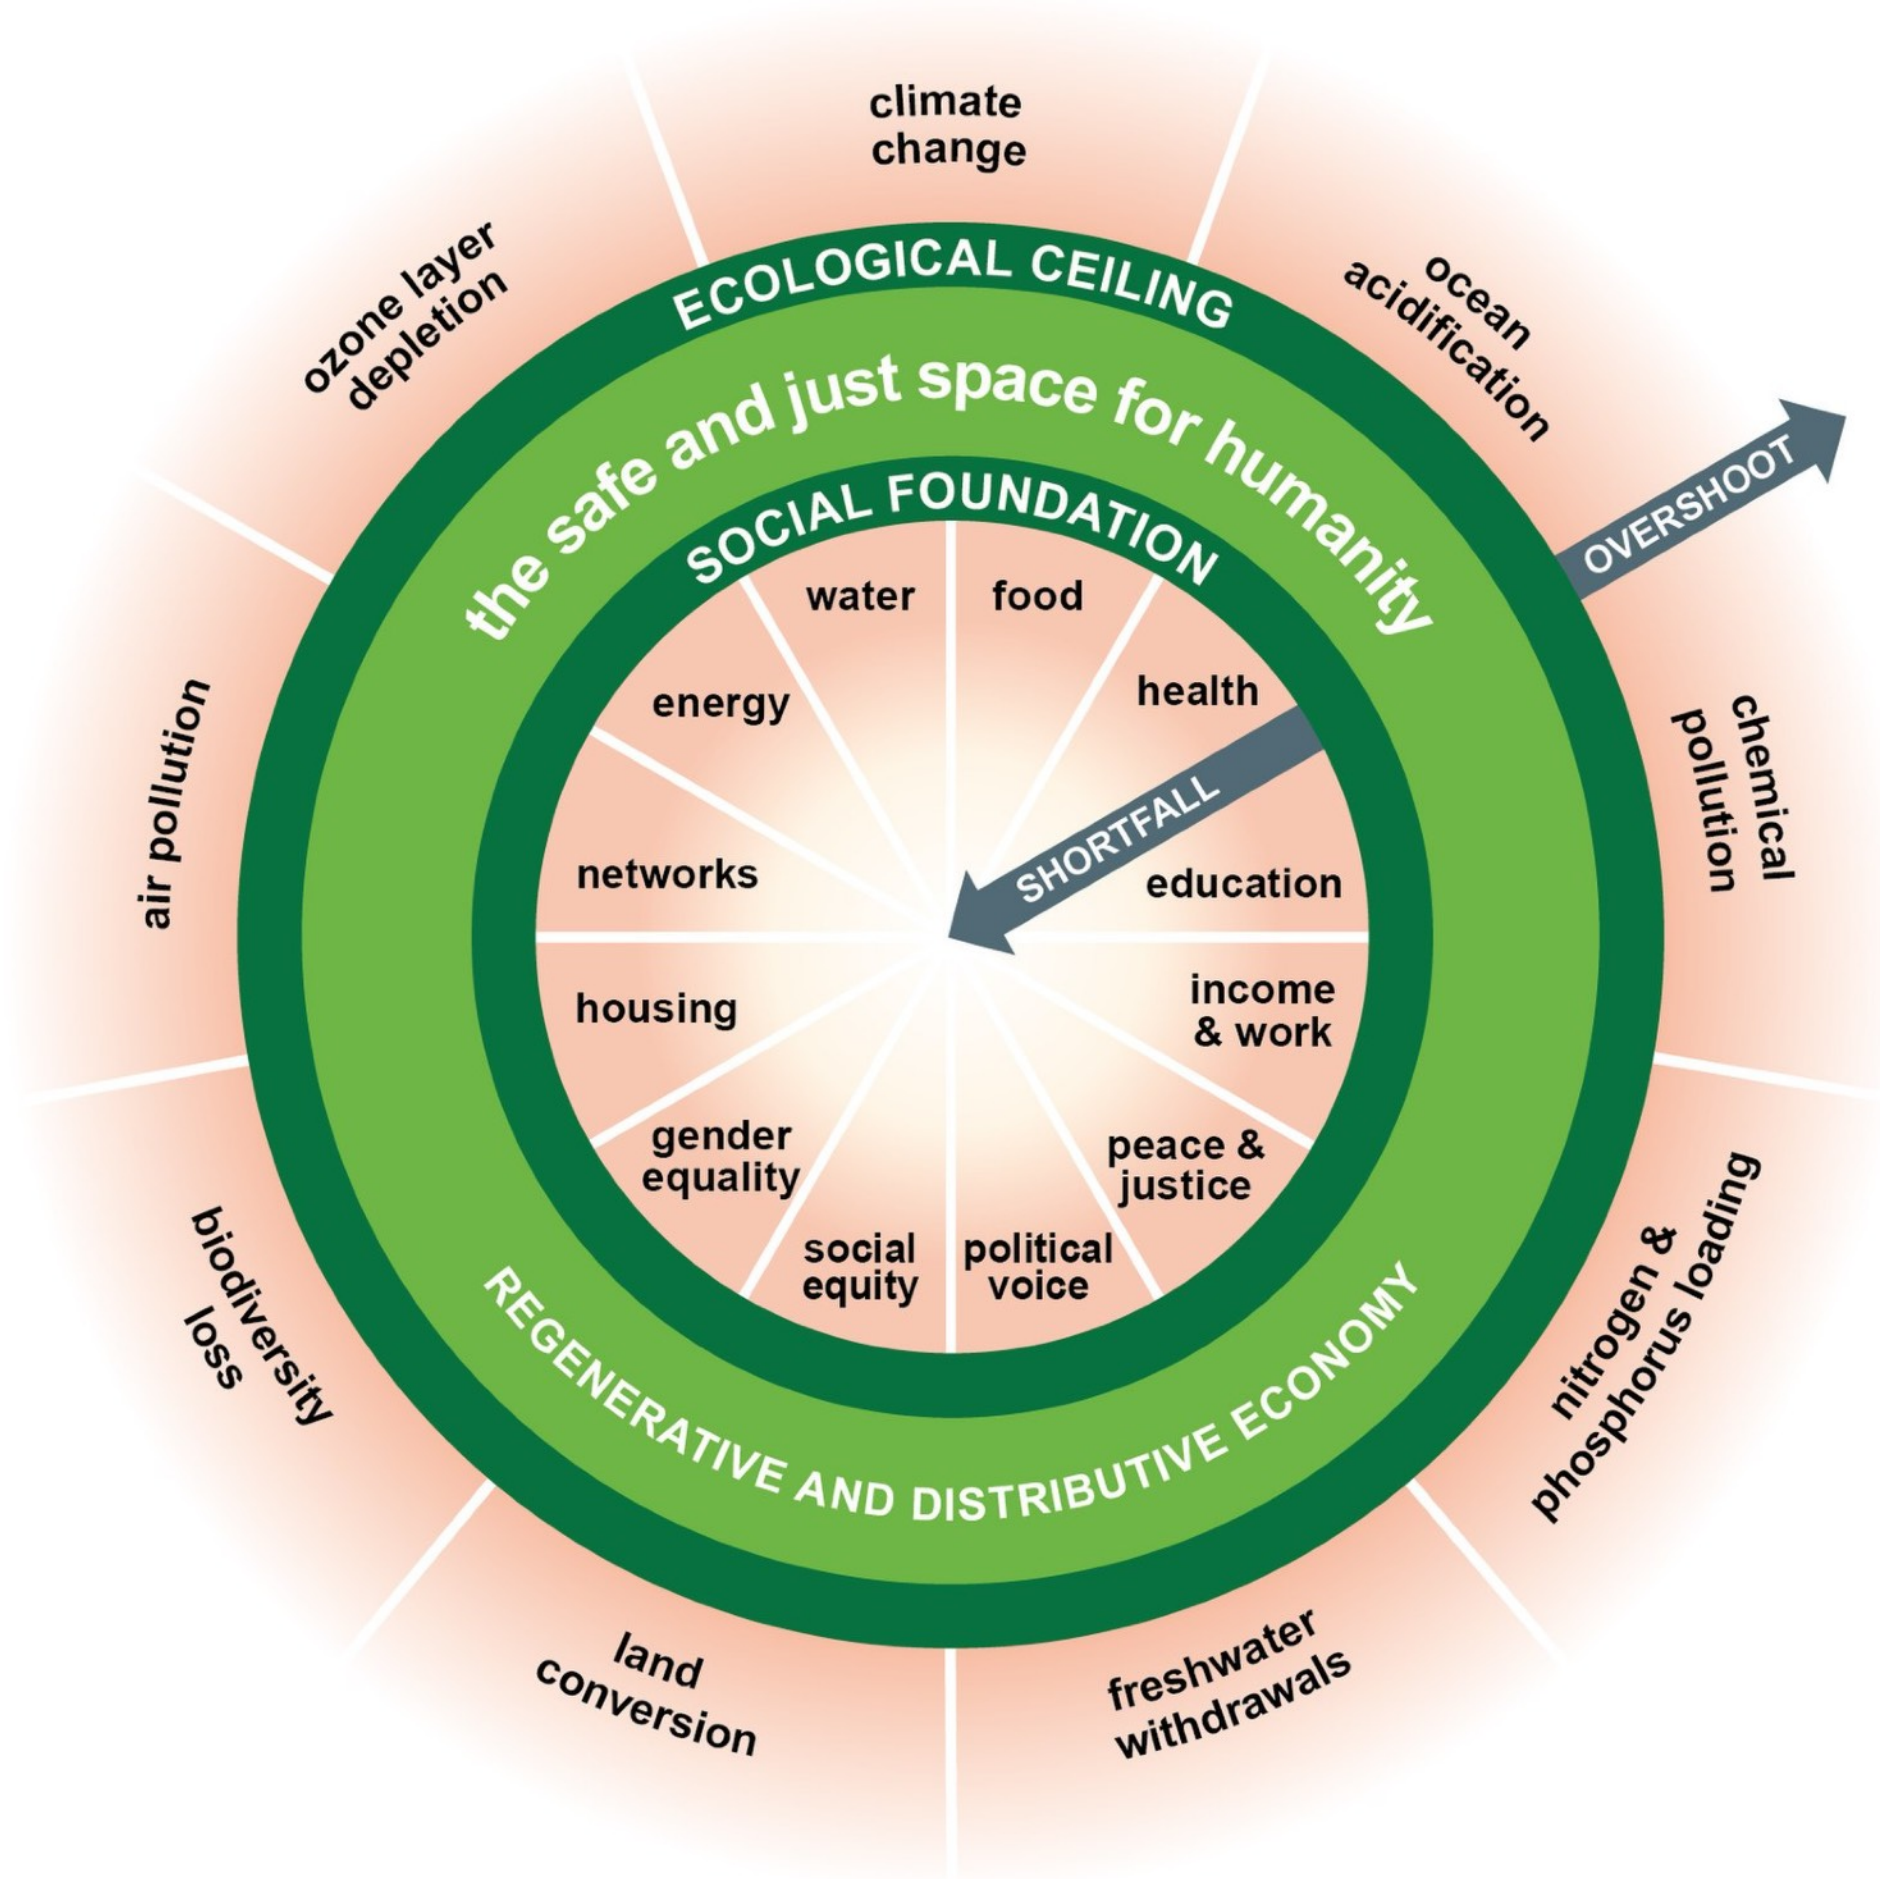 climate
change
ocean
acidification
OVERSHOOT
chemical
pollution
nitrogen &
phosphorus loading
freshwater
withdrawals
land
conversion
biodiversity
loss
air pollution
ozone layer
depletion
ECOLOGICAL CEILING
the safe and just space for humanity
SOCIAL FOUNDATION
water
food
health
SHORTFALL
education
income
& work
peace &
justice
political
voice
social
equity
gender
equality
housing
networks
energy
REGENERATIVE AND DISTRIBUTIVE ECONOMY